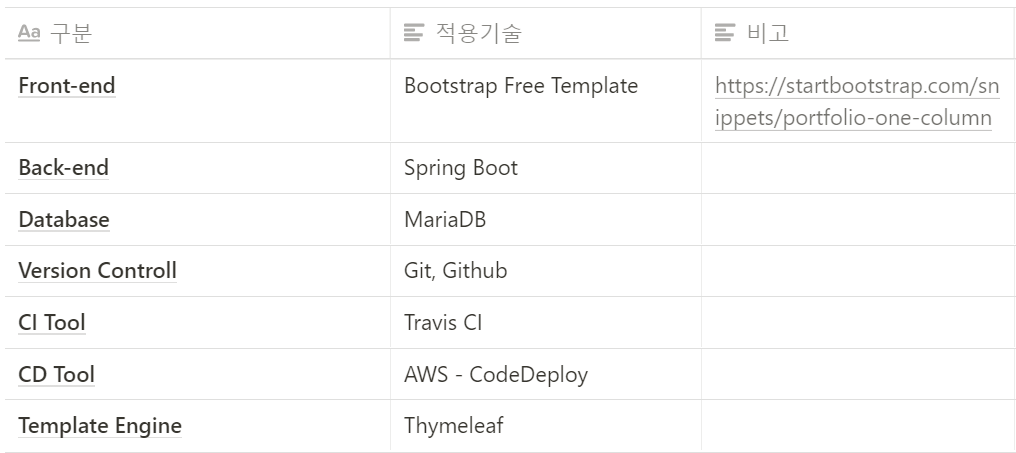 Aa 구분 적용기술 비고
Front-end Bootstrap Free Template https://startbootstrap.com/sn
ippets/portfolio-one-column
Back-end Spring Boot
Database MariaDB
Version Controll Git, Github
CI Tool Travis CI
CD Tool AWS - CodeDeploy
Template Engine Thymeleaf